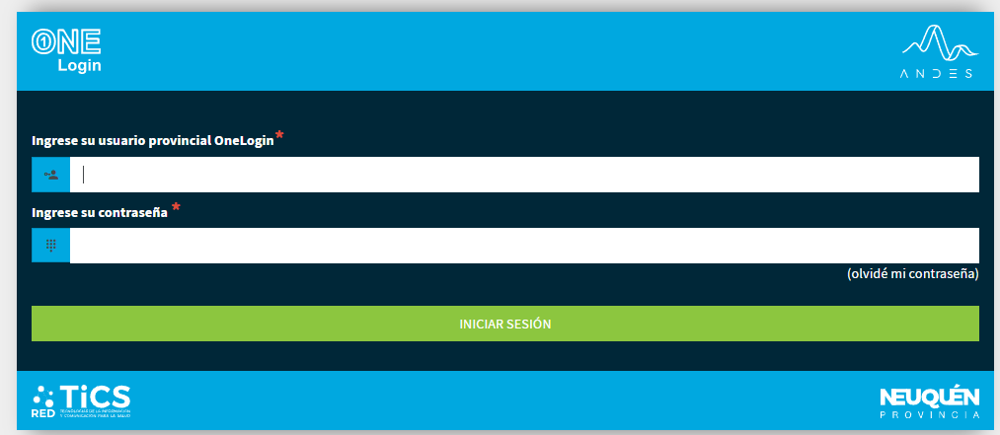 ONE
Login
ANDES
Ingrese su usuario provincial OneLogin*
Ingrese su contraseña *
(olvidé mi contraseña)
INICIAR SESIÓN
RED TiCS
TECNOLOGÍAS DE LA INFORMACIÓN
Y COMUNICACIÓN PARA LA SALUD
NEUQUÉN
PROVINCIA